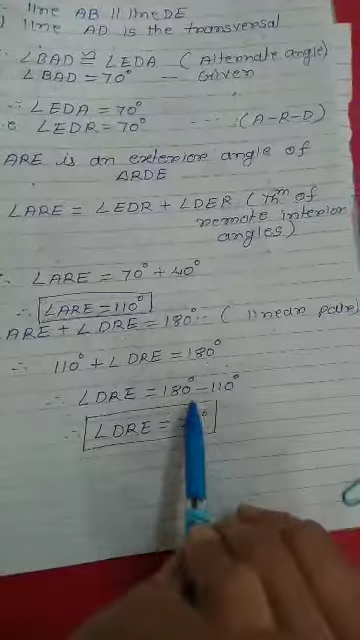 line AB || line DE
line AD is the transversal
∠BAD ≅ ∠EDA (Alternate angle)
∠BAD = 70° — Given
∴ ∠EDA = 70°
e ∠EDR = 70° --- (A-R-D)
ARE is an exterior angle of
∆RDE
∠ARE = ∠EDR + ∠DER (Thm of
remote interior
angles)
∴ ∠ARE = 70° + 40°
∴ ∠ARE = 110°
ARE + ∠DRE = 180° -- (linear pair)
110° + ∠DRE = 180°
∴ ∠DRE = 180° - 110°
∴ ∠DRE =